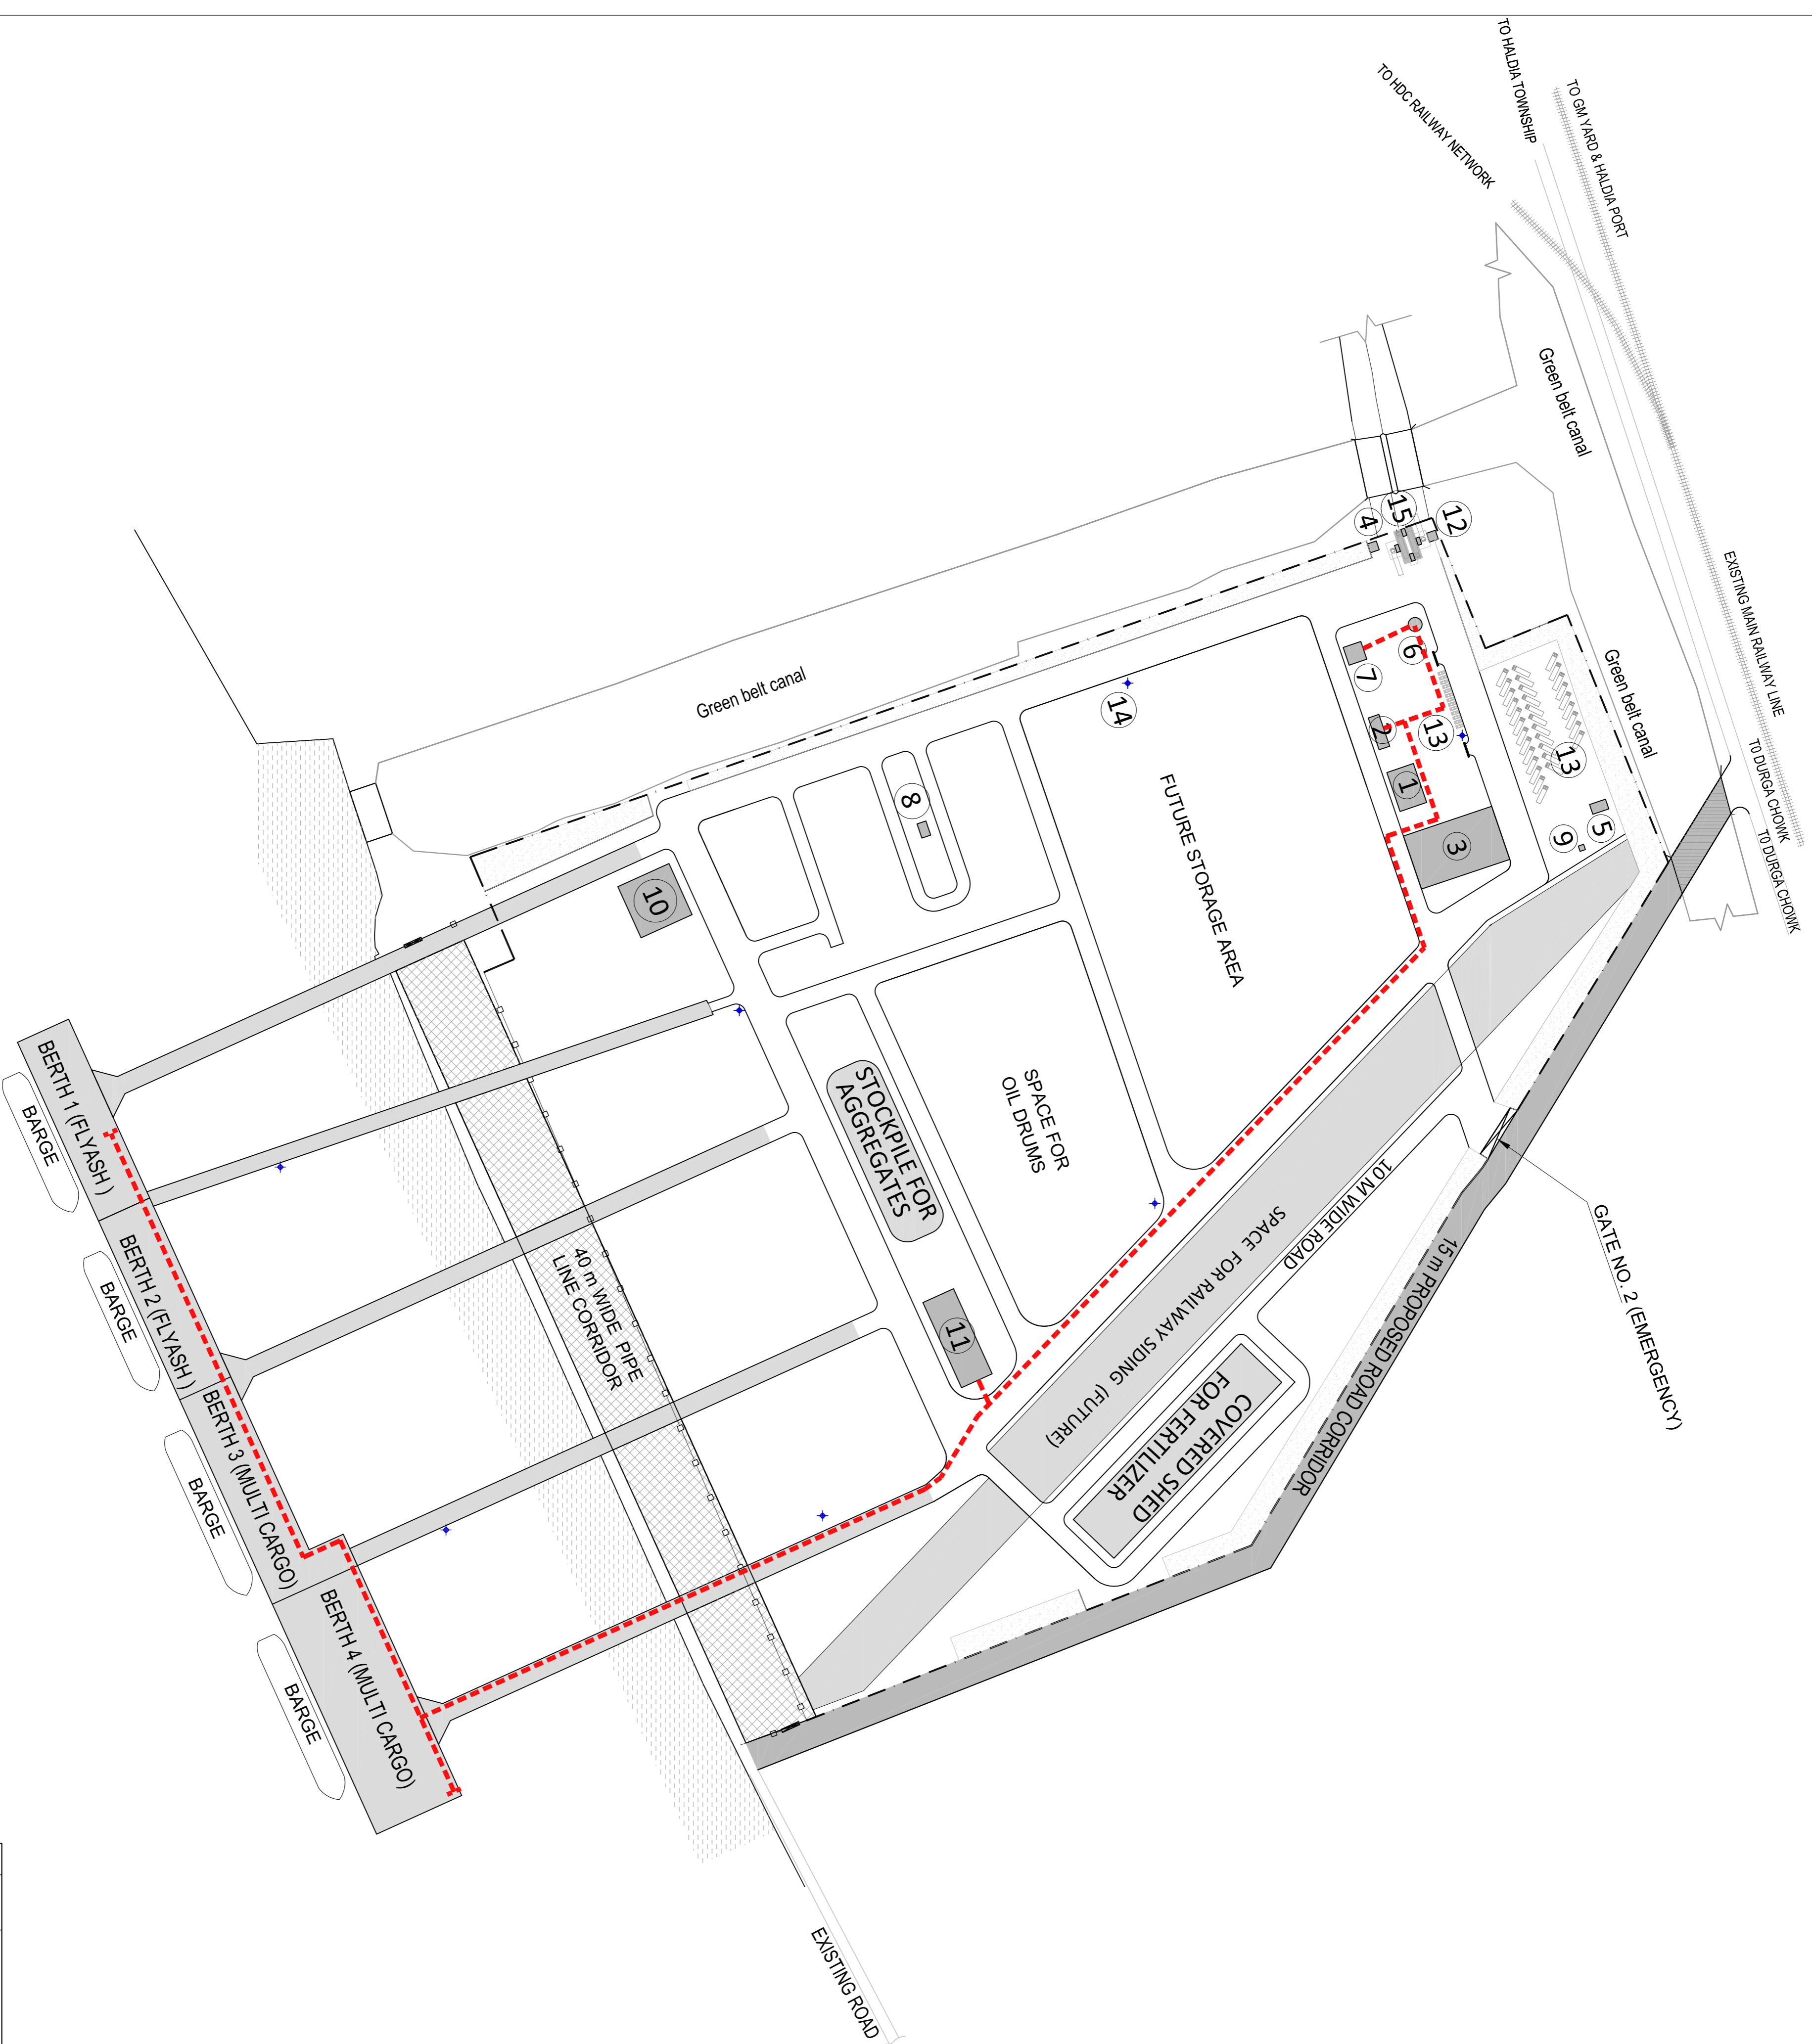 TO HALDIA TOWNSHIP
TO HDC RAILWAY NETWORK
TO GM YARD & HALDIA PORT
Green belt canal
EXISTING MAIN RAILWAY LINE
TO DURGA CHOWK
TO DURGA CHOWK
Green belt canal
4
15
12
6
7
2
13
1
3
13
5
9
Green belt canal
14
8
10
FUTURE STORAGE AREA
SPACE FOR
OIL DRUMS
STOCKPILE FOR
AGGREGATES
11
GATE NO. 2 (EMERGENCY)
10 M WIDE ROAD
SPACE FOR RAILWAY SIDING (FUTURE)
15 m PROPOSED ROAD CORRIDOR
COVERED SHED
FOR FERTILIZER
40 m WIDE PIPE
LINE CORRIDOR
BERTH 1 (FLYASH )
BARGE
BERTH 2 (FLYASH )
BARGE
BERTH 3 (MULTI CARGO)
BARGE
BERTH 4 (MULTI CARGO)
BARGE
EXISTING ROAD